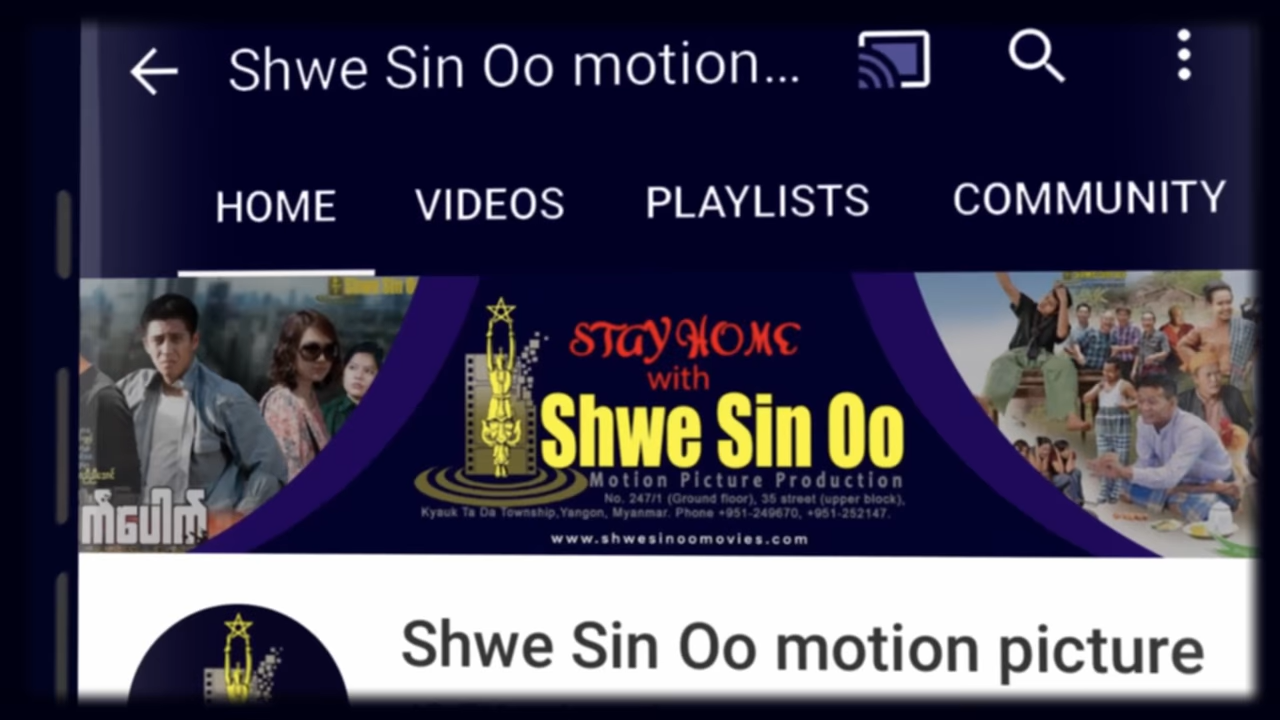 Shwe Sin Oo motion...
HOME VIDEOS PLAYLISTS COMMUNITY
STAY HOME
with
Shwe Sin Oo
Motion Picture Production
No. 247/1 (Ground floor), 35 street (upper block),
Kyauk Ta Da Township,Yangon, Myanmar. Phone +951-249670, +951-252147.
www.shwesinoomovies.com
Shwe Sin Oo motion picture